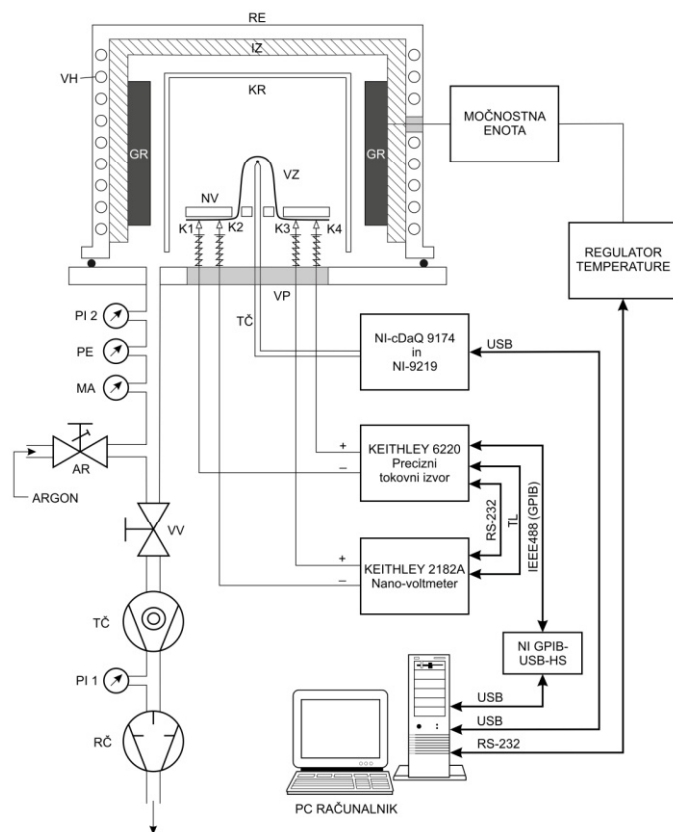 RE
IZ
VH
KR
GR
GR
MOČNOSTNA
ENOTA
VZ
NV
K1
K2
K3
K4
REGULATOR
TEMPERATURE
VP
TČ
PI 2
PE
MA
NI-cDaQ 9174
in
NI-9219
USB
AR
ARGON
+
–
KEITHLEY 6220
Precizni
tokovni izvor
RS-232
TL
IEEE488 (GPIB)
VV
+
–
KEITHLEY 2182A
Nano-voltmeter
TČ
PI 1
RČ
NI GPIB-
USB-HS
USB
USB
RS-232
PC RAČUNALNIK